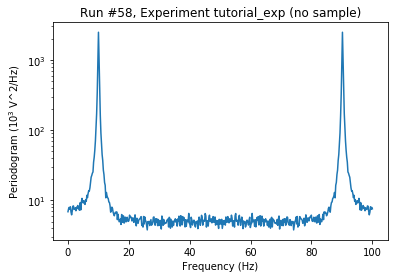 Run #58, Experiment tutorial_exp (no sample)
Periodogram (10³ V^2/Hz)
10³
10²
10¹
0 20 40 60 80 100
Frequency (Hz)